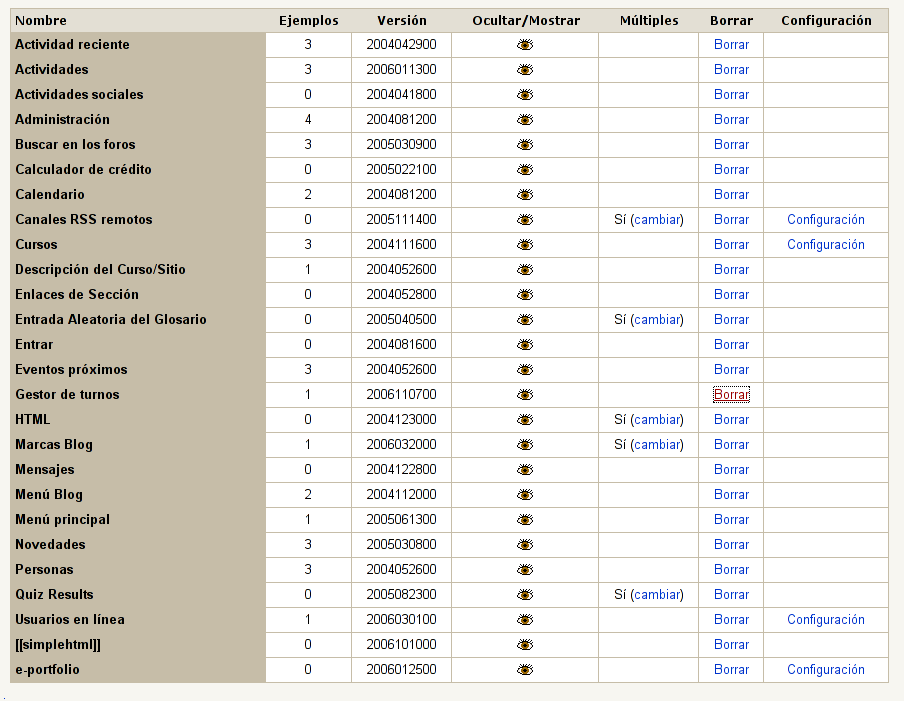 Nombre Ejemplos Versión Ocultar/Mostrar Múltiples Borrar Configuración
Actividad reciente 3 2004042900 Borrar
Actividades 3 2006011300 Borrar
Actividades sociales 0 2004041800 Borrar
Administración 4 2004081200 Borrar
Buscar en los foros 3 2005030900 Borrar
Calculador de crédito 0 2005022100 Borrar
Calendario 2 2004081200 Borrar
Canales RSS remotos 0 2005111400 Sí (cambiar) Borrar Configuración
Cursos 3 2004111600 Borrar Configuración
Descripción del Curso/Sitio 1 2004052600 Borrar
Enlaces de Sección 0 2004052800 Borrar
Entrada Aleatoria del Glosario 0 2005040500 Sí (cambiar) Borrar
Entrar 0 2004081600 Borrar
Eventos próximos 3 2004052600 Borrar
Gestor de turnos 1 2006110700 Borrar
HTML 0 2004123000 Sí (cambiar) Borrar
Marcas Blog 1 2006032000 Sí (cambiar) Borrar
Mensajes 0 2004122800 Borrar
Menú Blog 2 2004112000 Borrar
Menú principal 1 2005061300 Borrar
Novedades 3 2005030800 Borrar
Personas 3 2004052600 Borrar
Quiz Results 0 2005082300 Sí (cambiar) Borrar
Usuarios en línea 1 2006030100 Borrar Configuración
[[simplehtml]] 0 2006101000 Borrar
e-portfolio 0 2006012500 Borrar Configuración